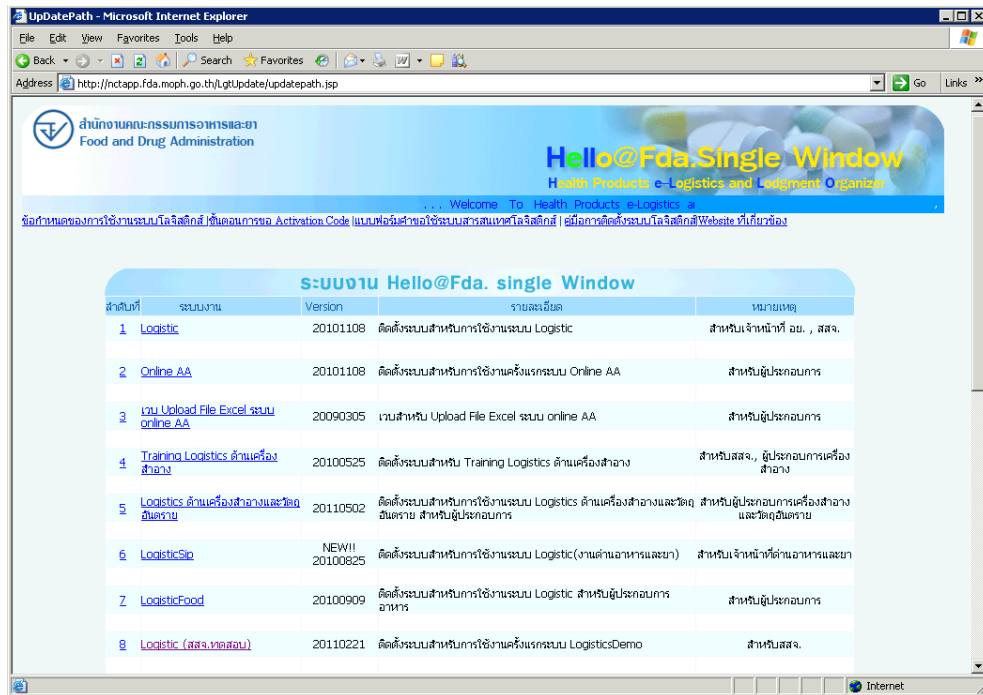 UpDatePath - Microsoft Internet Explorer
File Edit View Favorites Tools Help
Back Search Favorites
Address http://nctapp.fda.moph.go.th/LgtUpdate/updatepath.jsp Go Links »
สำนักงานคณะกรรมการอาหารและยา
Food and Drug Administration
Hello@Fda.Single Window
Health Products e-Logistics and Lodgment Organizer
. . . Welcome To Health Products e-Logistics a
ข้อกำหนดของการใช้งานระบบโลจิสติกส์ |ขั้นตอนการขอ Activation Code |แบบฟอร์มคำขอใช้ระบบสารสนเทศโลจิสติกส์ | คู่มือการติดตั้งระบบโลจิสติกส์|Website ที่เกี่ยวข้อง
ระบบงาน Hello@Fda. single Window
ลำดับที่ ระบบงาน Version รายละเอียด หมายเหตุ
1 Logistic 20101108 ติดตั้งระบบสำหรับการใช้งานระบบ Logistic สำหรับเจ้าหน้าที่ อย. , สสจ.
2 Online AA 20101108 ติดตั้งระบบสำหรับการใช้งานครั้งแรกระบบ Online AA สำหรับผู้ประกอบการ
3 เวบ Upload File Excel ระบบ online AA 20090305 เวบสำหรับ Upload File Excel ระบบ online AA สำหรับผู้ประกอบการ
4 Training Logistics ด้านเครื่องสำอาง 20100525 ติดตั้งระบบสำหรับ Training Logistics ด้านเครื่องสำอาง สำหรับสสจ., ผู้ประกอบการเครื่องสำอาง
5 Logistics ด้านเครื่องสำอางและวัตถุอันตราย 20110502 ติดตั้งระบบสำหรับการใช้งานระบบ Logistics ด้านเครื่องสำอางและวัตถุอันตราย สำหรับผู้ประกอบการ สำหรับผู้ประกอบการเครื่องสำอางและวัตถุอันตราย
6 LogisticSip NEW!! 20100825 ติดตั้งระบบสำหรับการใช้งานระบบ Logistic(งานด่านอาหารและยา) สำหรับเจ้าหน้าที่ด่านอาหารและยา
7 LogisticFood 20100909 ติดตั้งระบบสำหรับการใช้งานระบบ Logistic สำหรับผู้ประกอบการอาหาร สำหรับผู้ประกอบการ
8 Logistic (สสจ.ทดสอบ) 20110221 ติดตั้งระบบสำหรับการใช้งานครั้งแรกระบบ LogisticsDemo สำหรับสสจ.
Internet